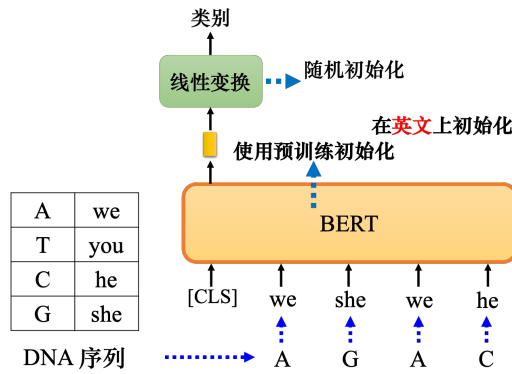 类别
线性变换
随机初始化
在英文上初始化
使用预训练初始化
BERT
A we
T you
C he
G she
[CLS] we she we he
DNA 序列 A G A C